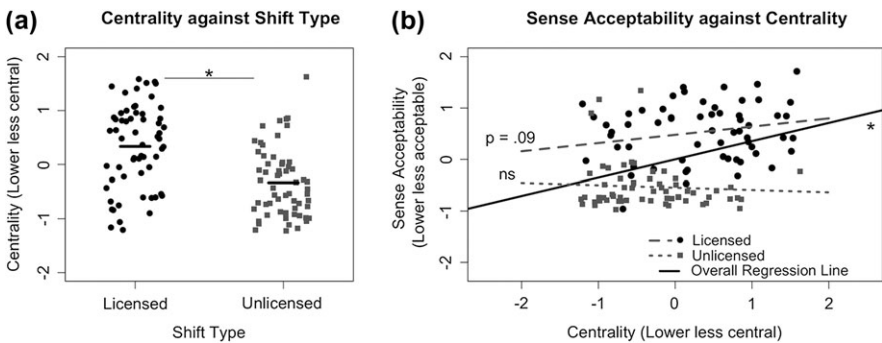 (a)
Centrality against Shift Type
Centrality (Lower less central)
2
1
0
-1
-2
*
Licensed
Unlicensed
Shift Type
(b)
Sense Acceptability against Centrality
Sense Acceptability
(Lower less acceptable)
2
1
0
-1
-2
p = .09
ns
*
Licensed
Unlicensed
Overall Regression Line
-2 -1 0 1 2
Centrality (Lower less central)